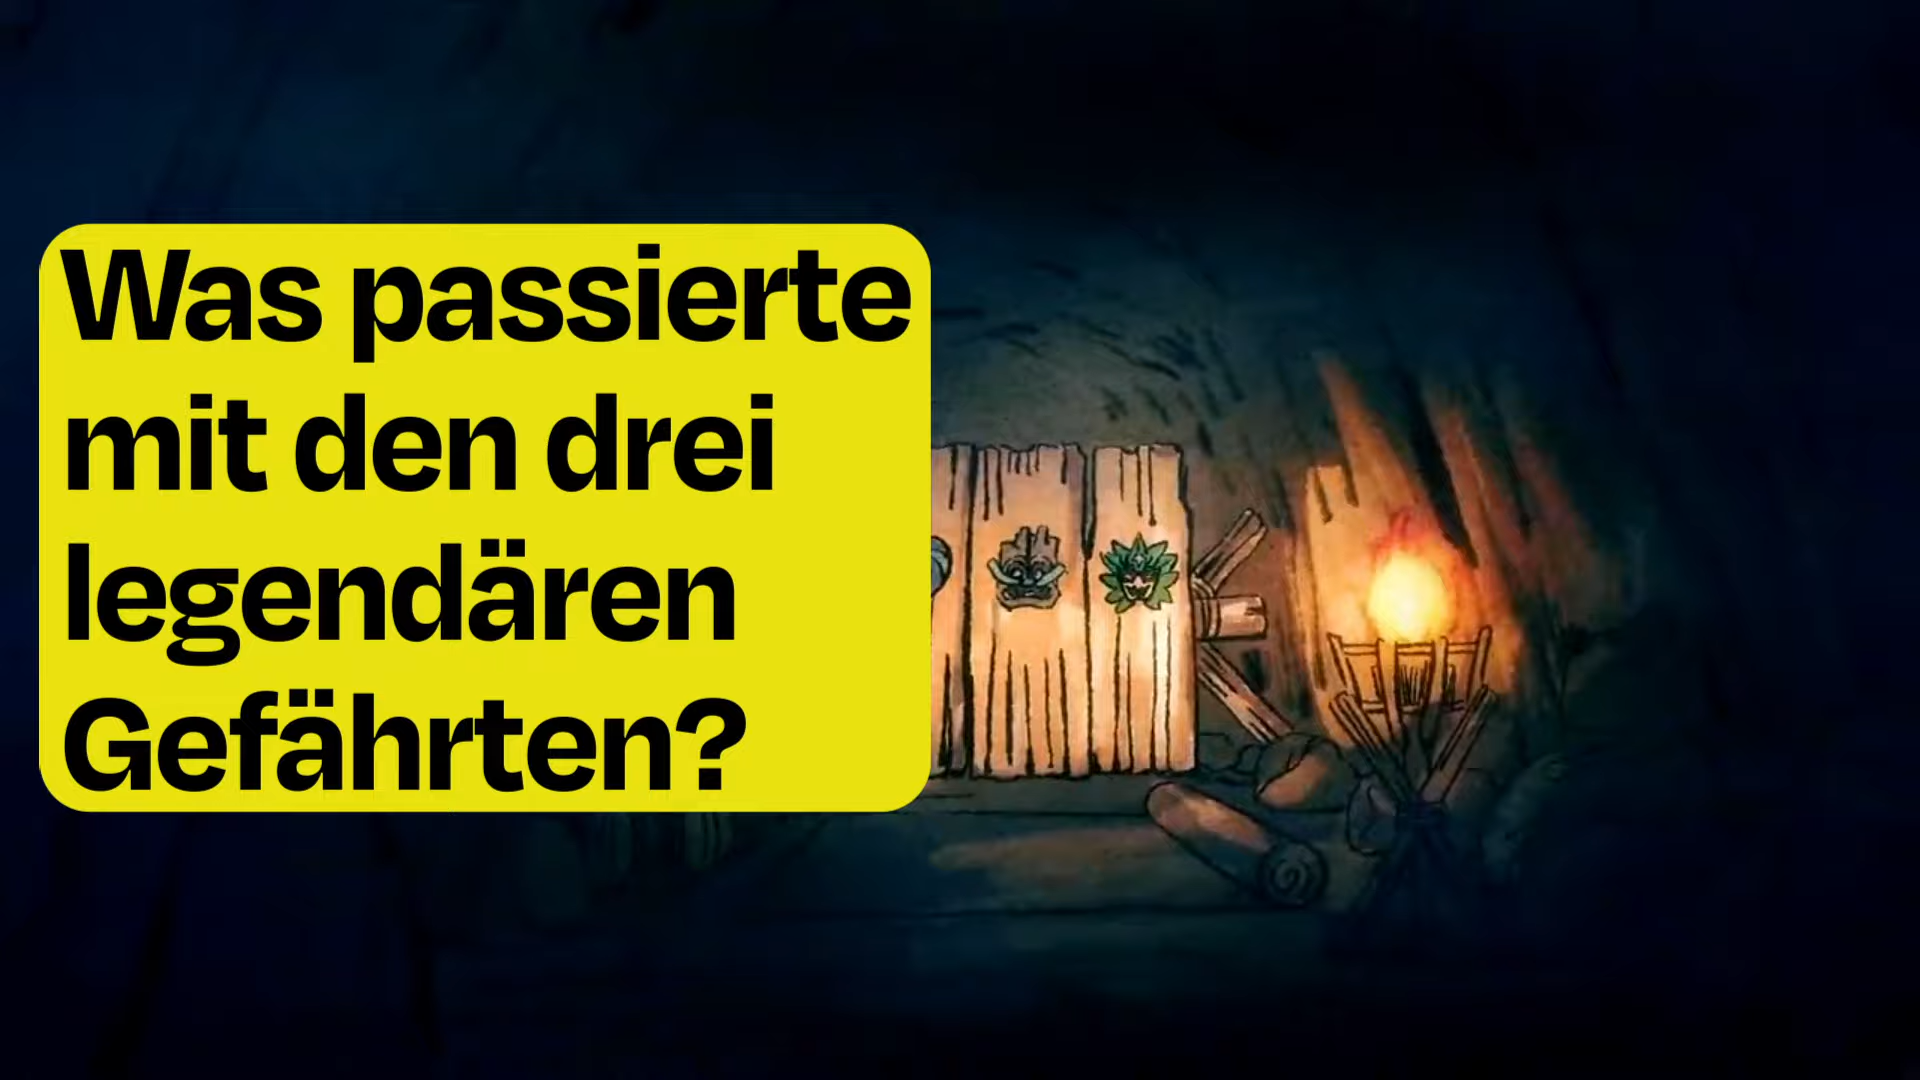 Was passierte
mit den drei
legendären
Gefährten?